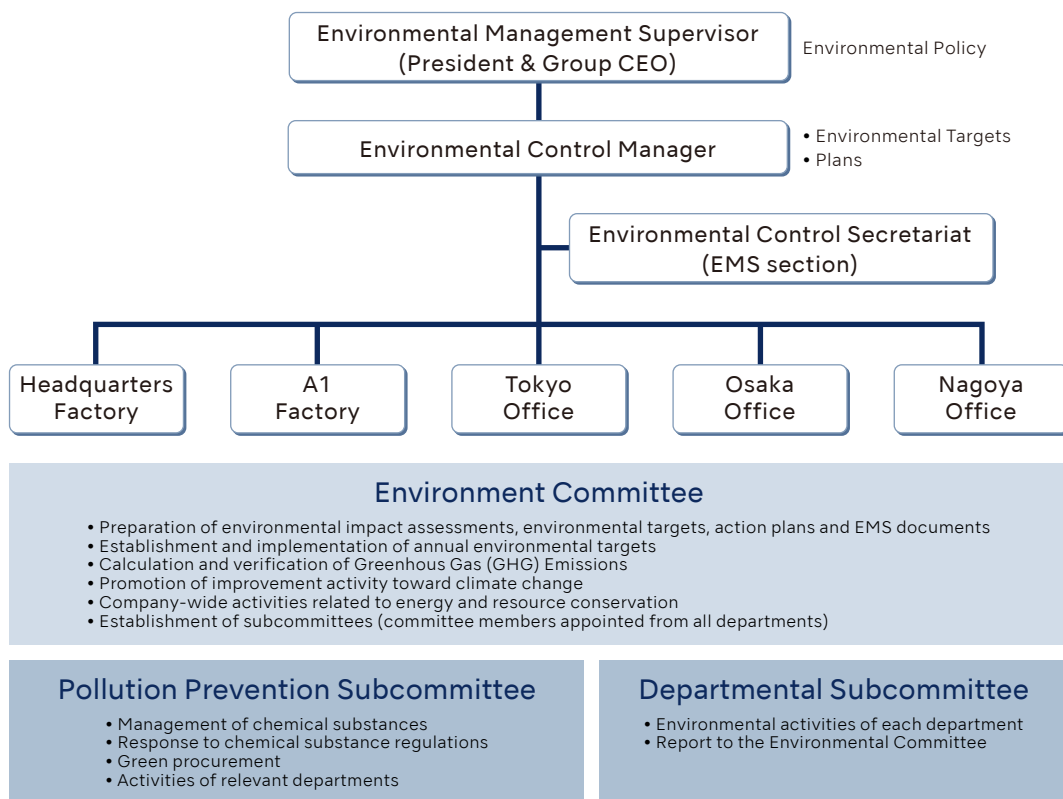 Environmental Management Supervisor
(President & Group CEO)
Environmental Policy
Environmental Control Manager
• Environmental Targets
• Plans
Environmental Control Secretariat
(EMS section)
Headquarters
Factory
A1
Factory
Tokyo
Office
Osaka
Office
Nagoya
Office
Environment Committee
• Preparation of environmental impact assessments, environmental targets, action plans and EMS documents
• Establishment and implementation of annual environmental targets
• Calculation and verification of Greenhous Gas (GHG) Emissions
• Promotion of improvement activity toward climate change
• Company-wide activities related to energy and resource conservation
• Establishment of subcommittees (committee members appointed from all departments)
Pollution Prevention Subcommittee
• Management of chemical substances
• Response to chemical substance regulations
• Green procurement
• Activities of relevant departments
Departmental Subcommittee
• Environmental activities of each department
• Report to the Environmental Committee